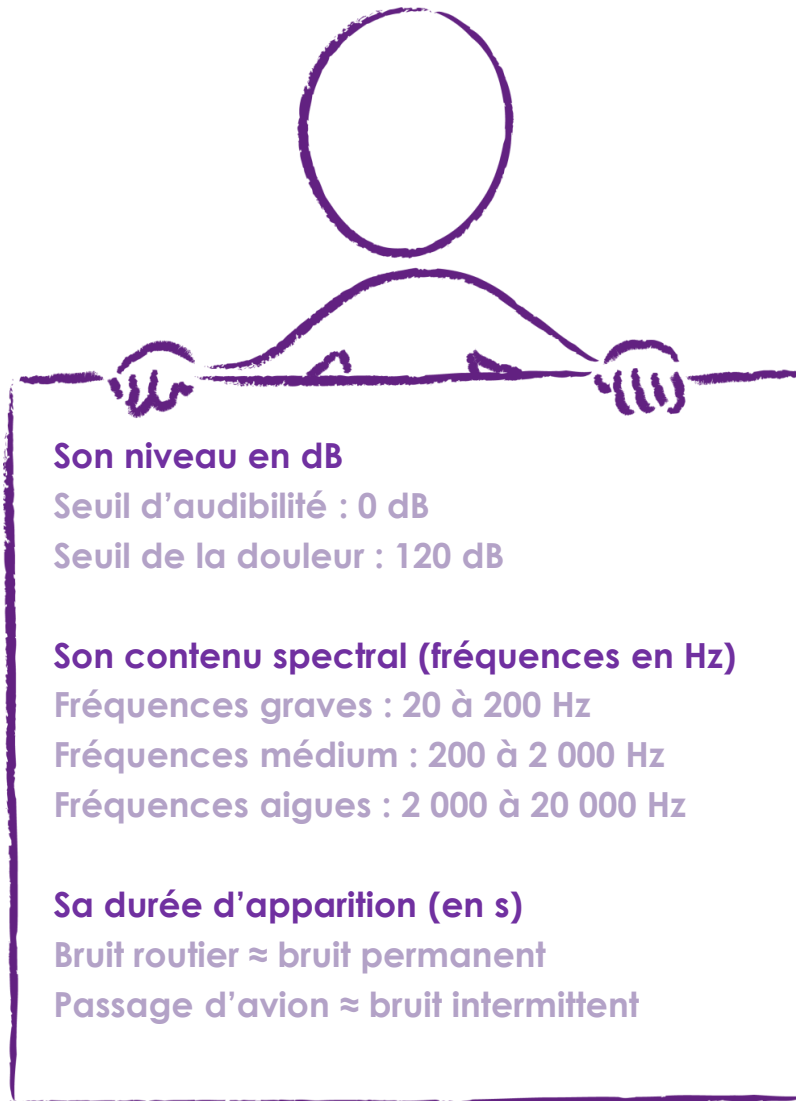 Son niveau en dB
Seuil d’audibilité : 0 dB
Seuil de la douleur : 120 dB
Son contenu spectral (fréquences en Hz)
Fréquences graves : 20 à 200 Hz
Fréquences médium : 200 à 2 000 Hz
Fréquences aigues : 2 000 à 20 000 Hz
Sa durée d’apparition (en s)
Bruit routier ≈ bruit permanent
Passage d’avion ≈ bruit intermittent